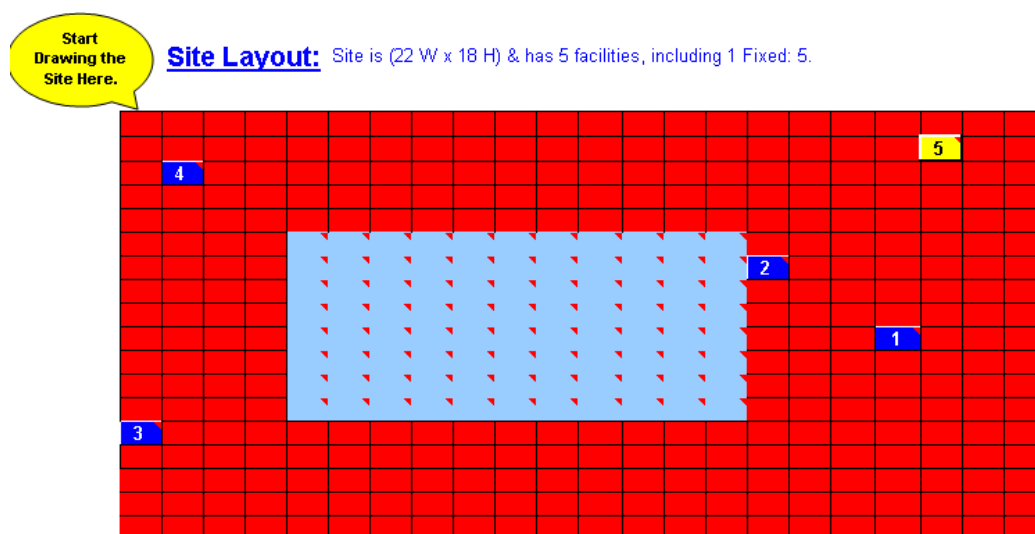 Start
Drawing the
Site Here.
Site Layout: Site is (22 W x 18 H) & has 5 facilities, including 1 Fixed: 5.
5
4
2
1
3